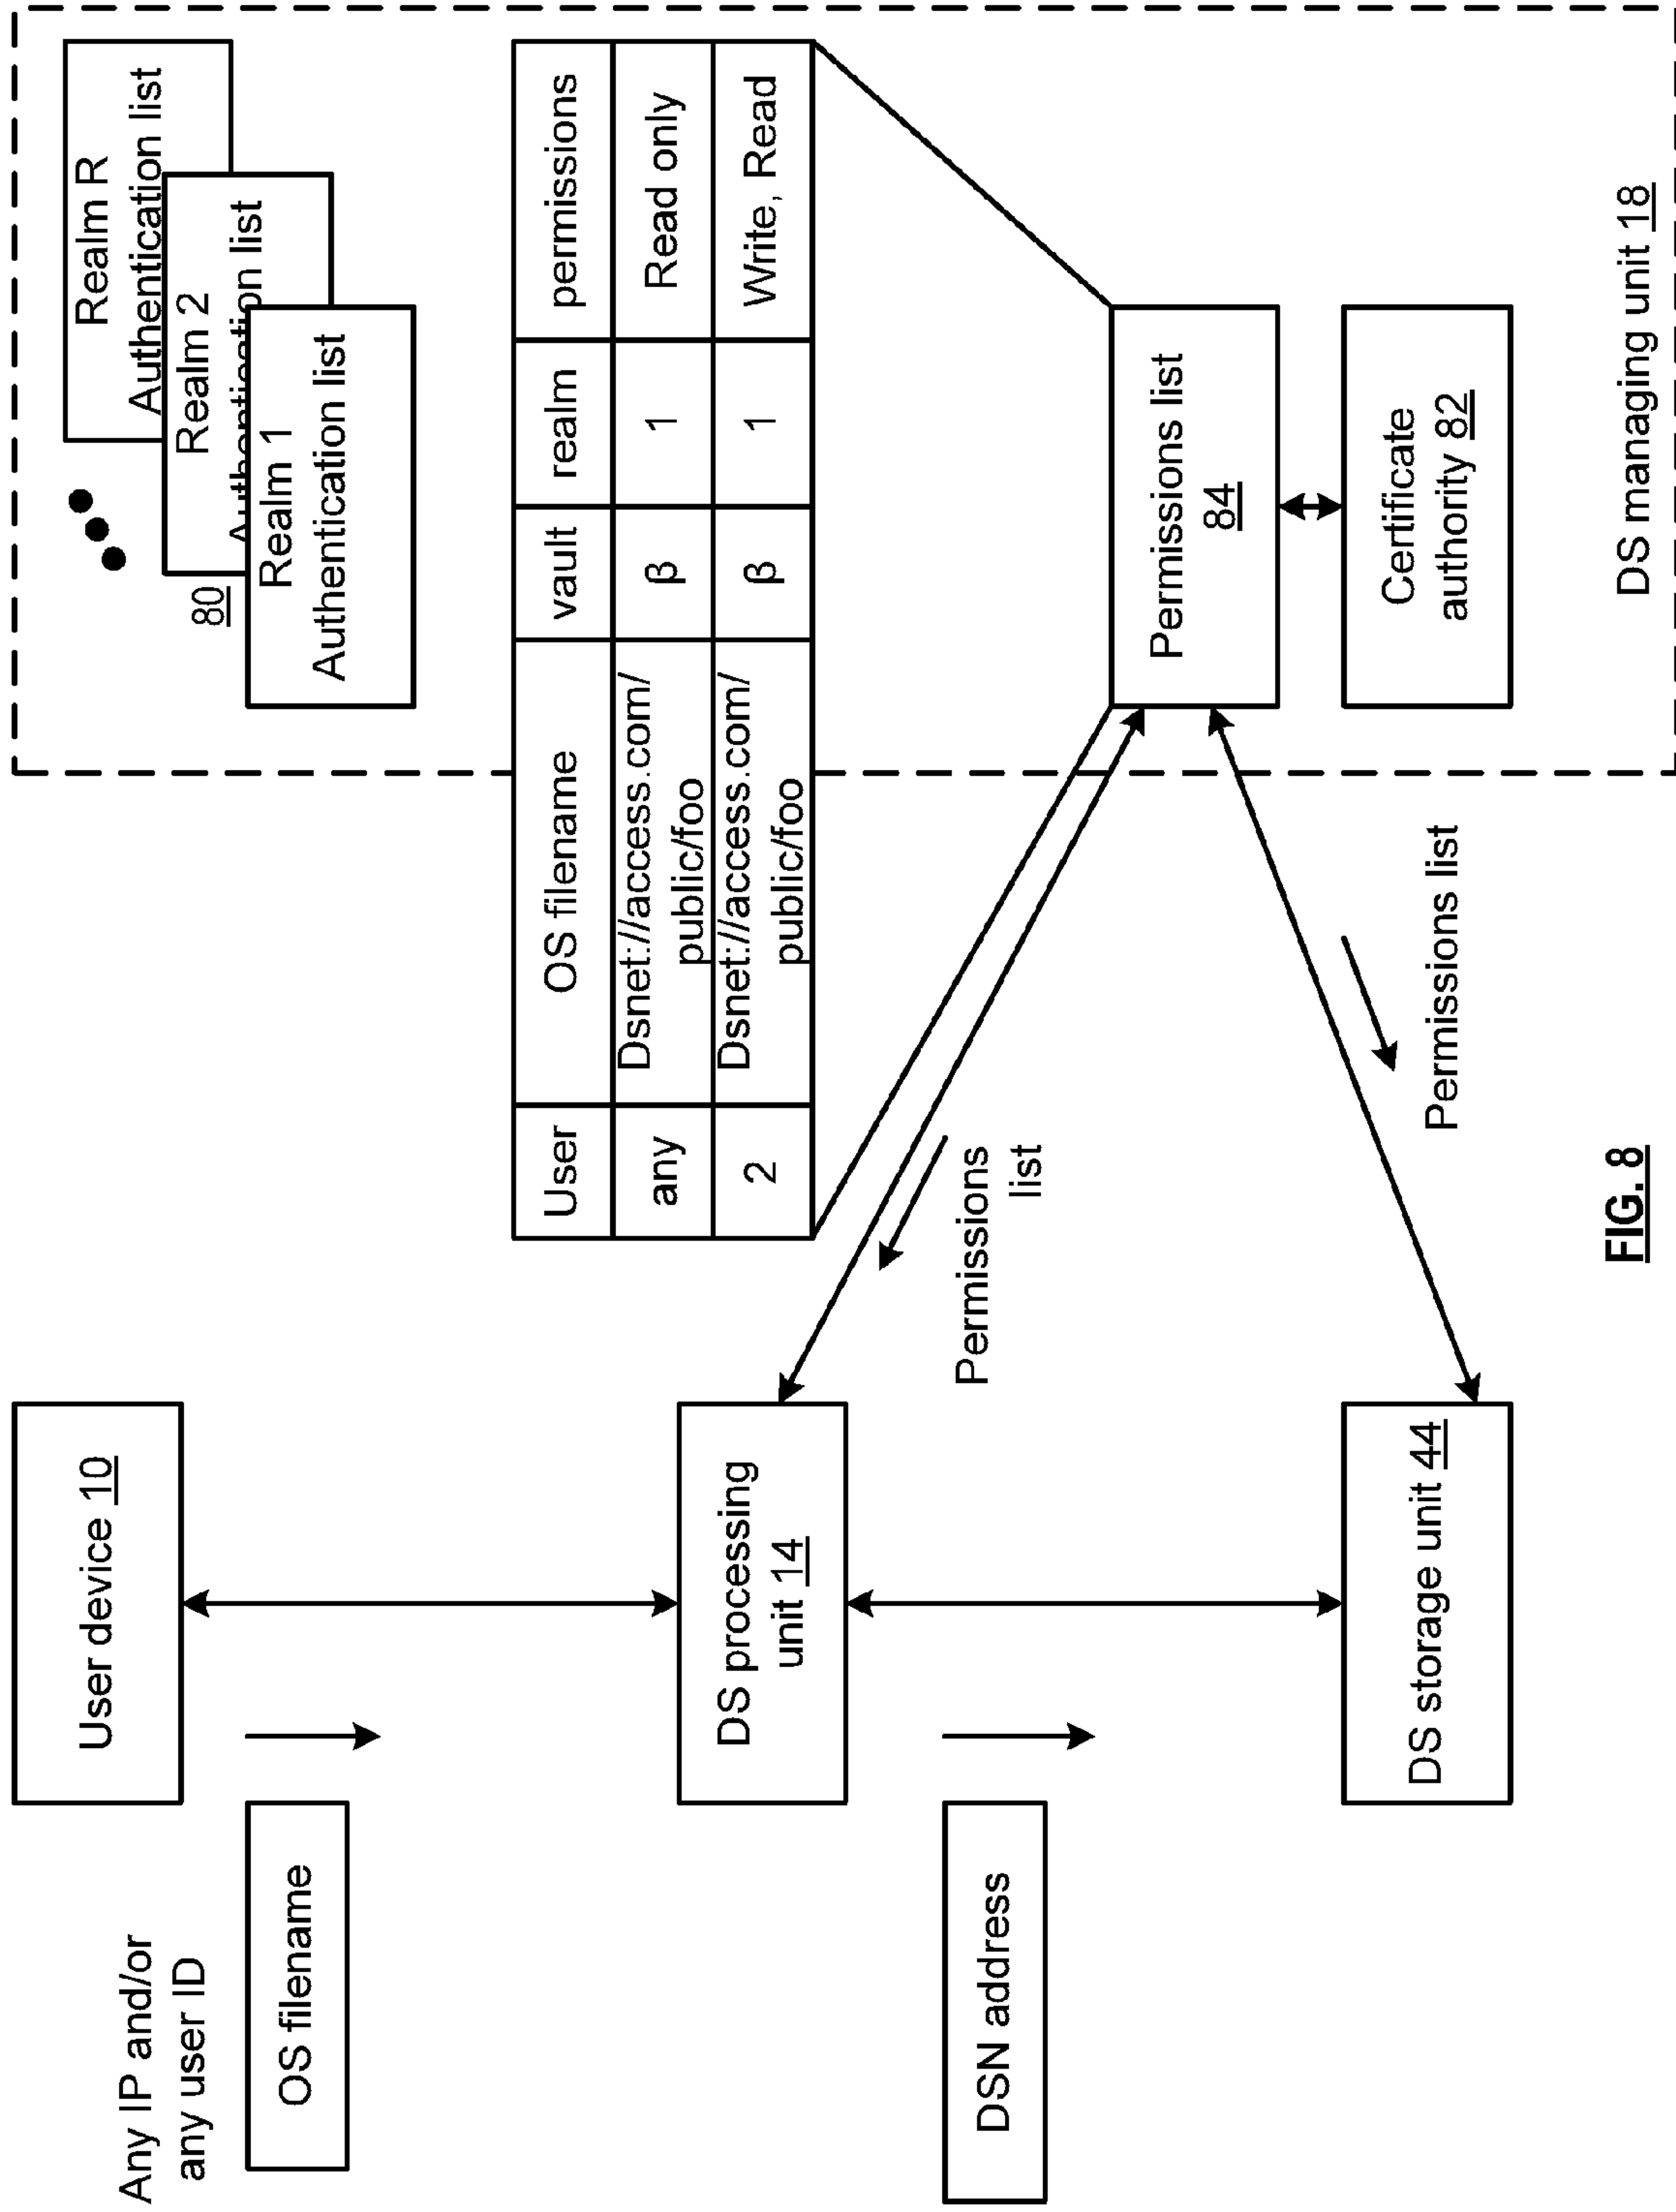 Any IP and/or
any user ID
OS filename
User device 10
DSN address
DS processing
unit 14
DS storage unit 44
Permissions
list
Permissions list
Realm R
Authentication list
Realm 2
Authentication list
Realm 1
Authentication list
80
User OS filename vault realm permissions
any Dsnet://access.com/ β 1 Read only
public/foo
2 Dsnet://access.com/ β 1 Write, Read
public/foo
Permissions list
84
Certificate
authority 82
DS managing unit 18
FIG. 8